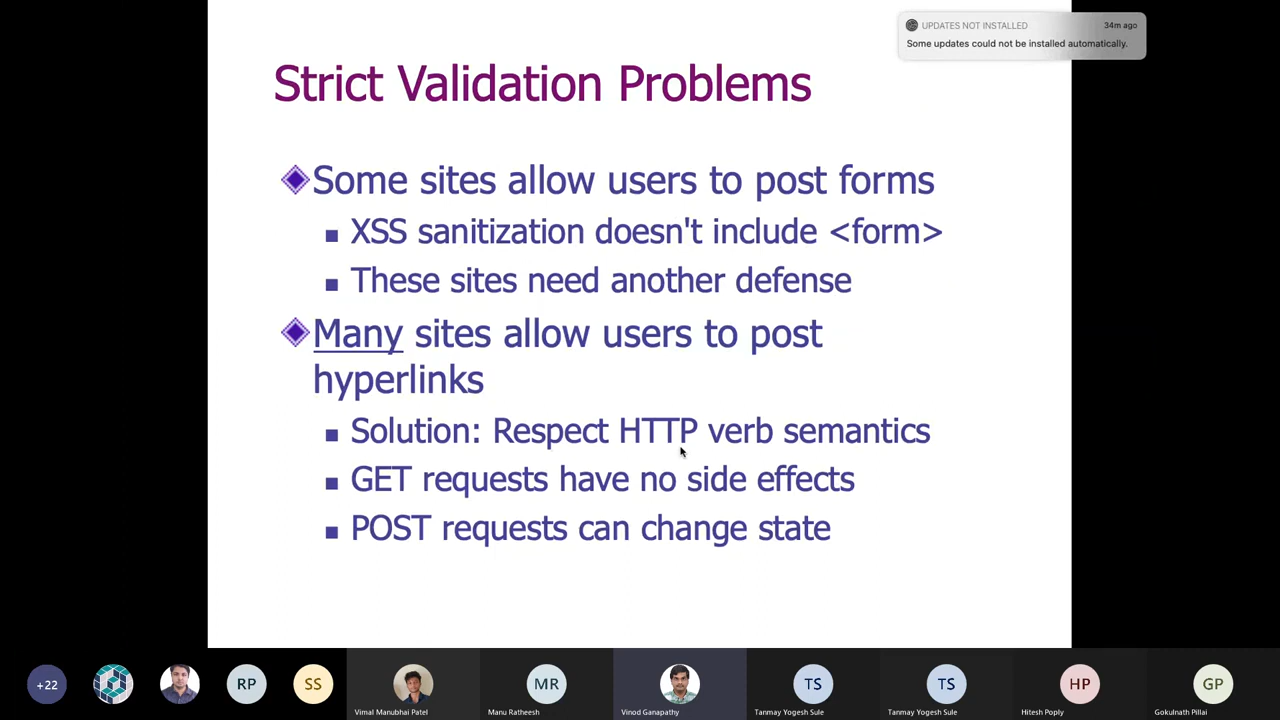 UPDATES NOT INSTALLED
34m ago
Some updates could not be installed automatically.
Strict Validation Problems
Some sites allow users to post forms
XSS sanitization doesn't include <form>
These sites need another defense
Many sites allow users to post
hyperlinks
Solution: Respect HTTP verb semantics
GET requests have no side effects
POST requests can change state
+22
RP
SS
MR
TS
TS
HP
GP
Vimal Manubhai Patel
Manu Ratheesh
Vinod Ganapathy
Tanmay Yogesh Sule
Tanmay Yogesh Sule
Hitesh Poply
Gokulnath Pillai